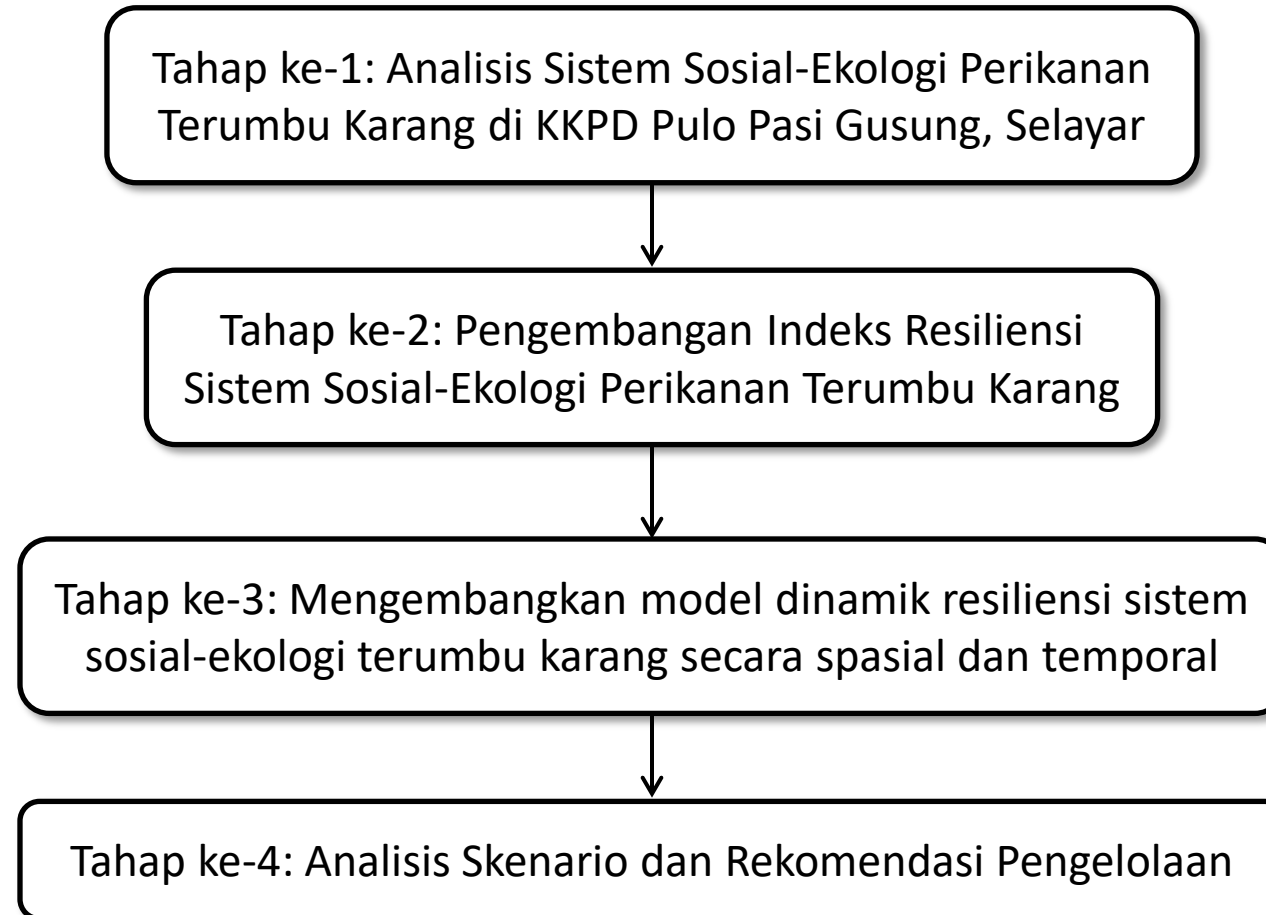 Tahap ke-1: Analisis Sistem Sosial-Ekologi Perikanan
Terumbu Karang di KKPD Pulo Pasi Gusung, Selayar
Tahap ke-2: Pengembangan Indeks Resiliensi
Sistem Sosial-Ekologi Perikanan Terumbu Karang
Tahap ke-3: Mengembangkan model dinamik resiliensi sistem
sosial-ekologi terumbu karang secara spasial dan temporal
Tahap ke-4: Analisis Skenario dan Rekomendasi Pengelolaan